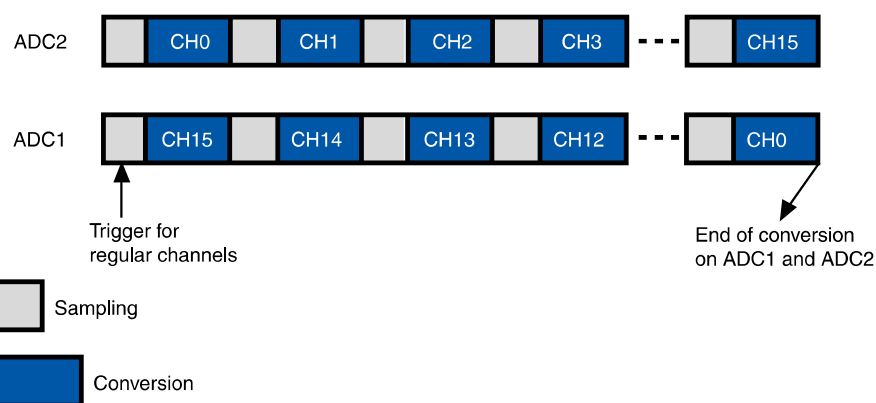 ADC2 CH0 CH1 CH2 CH3 CH15
ADC1 CH15 CH14 CH13 CH12 CH0
Trigger for
regular channels
End of conversion
on ADC1 and ADC2
Sampling
Conversion